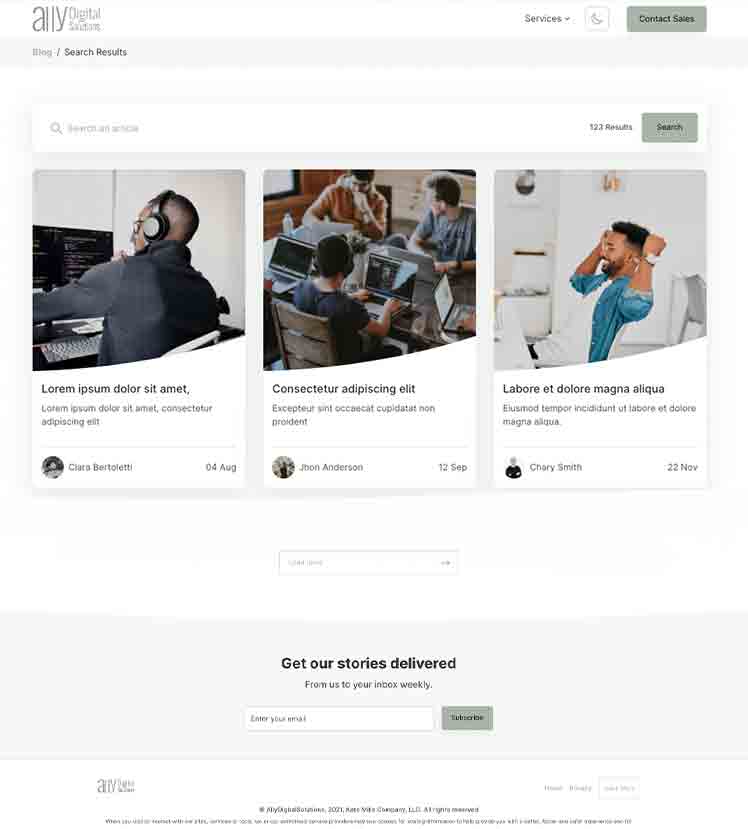 ally Digital
Solutions
Services
Contact Sales
Blog / Search Results
Search an article
123 Results
Search
Lorem ipsum dolor sit amet,
Consectetur adipiscing elit
Labore et dolore magna aliqua
Lorem ipsum dolor sit amet, consectetur
adipiscing elit
Excepteur sint occaecat cupidatat non
proident
Eiusmod tempor incididunt ut labore et dolore
magna aliqua.
Clara Bertoletti
04 Aug
Jhon Anderson
12 Sep
Chary Smith
22 Nov
Load more
Get our stories delivered
From us to your inbox weekly.
Enter your email
Subscribe
ally Digital
Solutions
Home Privacy
© AllyDigitalSolutions, 2021, Kate Mills Company, LLC. All rights reserved